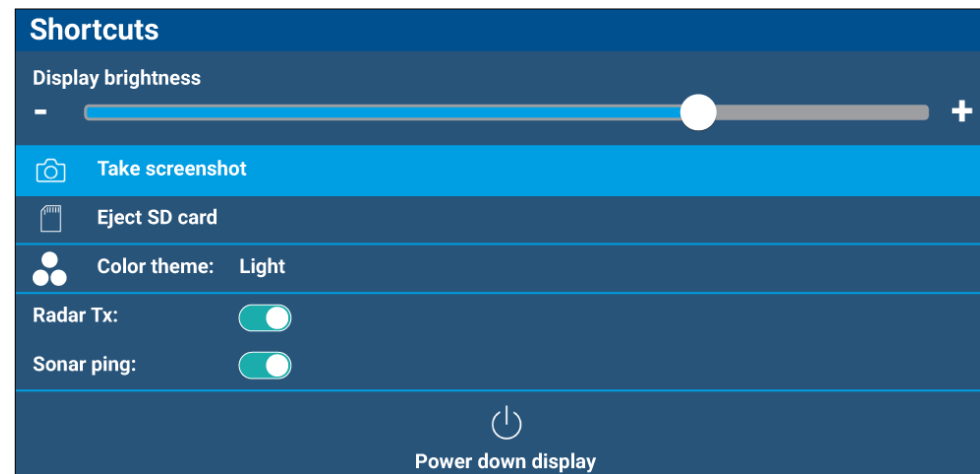 Shortcuts
Display brightness
- +
Take screenshot
Eject SD card
Color theme: Light
Radar Tx:
Sonar ping:
Power down display